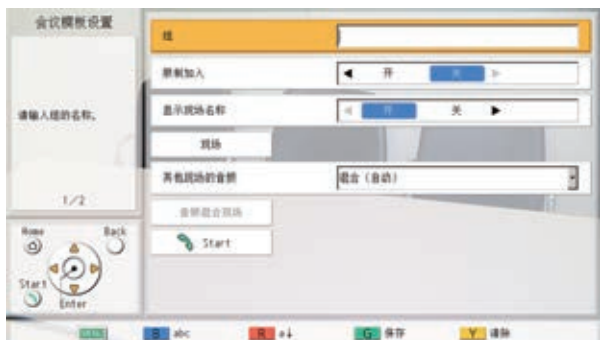 会议模板设置
组
限制加入
◀ 开 关 ▶
请输入组的名称。
显示现场名称
◀ 开 关 ▶
现场
其他现场的音频
混合（自动）
1/2
音频混合现场
Home
Back
Start
Start
Enter
B abc
R a↓
G 保存
Y 清除